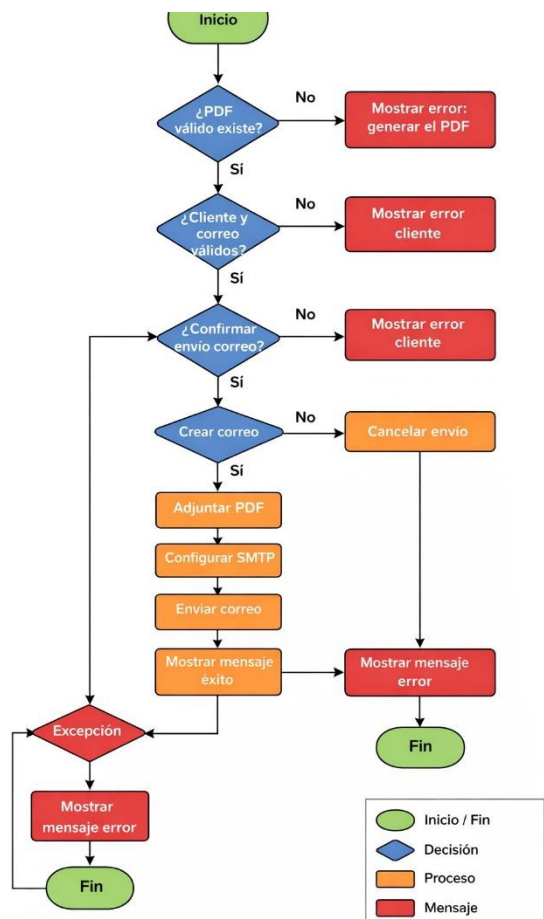 Inicio
¿PDF
válido existe?
No
Mostrar error:
generar el PDF
Sí
¿Cliente y
correo
válidos?
No
Mostrar error
cliente
Sí
¿Confirmar
envío correo?
No
Mostrar error
cliente
Sí
Crear correo
No
Cancelar envío
Sí
Adjuntar PDF
Configurar SMTP
Enviar correo
Mostrar mensaje
èxito
Mostrar mensaje
error
Excepción
Fin
Mostrar
mensaje error
Fin
Inicio / Fin
Decisión
Proceso
Mensaje